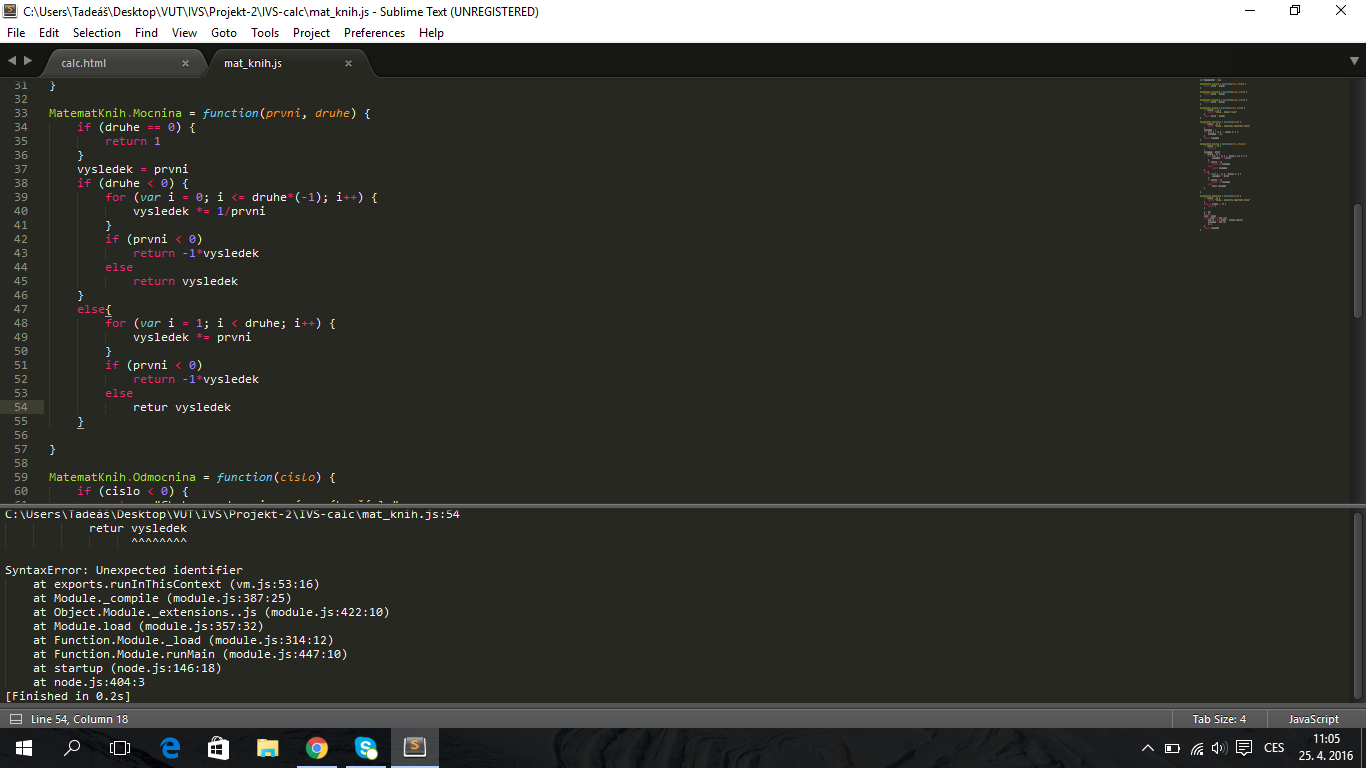 C:\Users\Tadeáš\Desktop\VUT\IVS\Projekt-2\IVS-calc\mat_knih.js - Sublime Text (UNREGISTERED)
File Edit Selection Find View Goto Tools Project Preferences Help
calc.html × mat_knih.js ×
31 }
32
33 MatematKnih.Mocnina = function(prvni, druhe) {
34 if (druhe == 0) {
35 return 1
36 }
37 vysledek = prvni
38 if (druhe < 0) {
39 for (var i = 0; i <= druhe*(-1); i++) {
40 vysledek *= 1/prvni
41 }
42 if (prvni < 0)
43 return -1*vysledek
44 else
45 return vysledek
46 }
47 else{
48 for (var i = 1; i < druhe; i++) {
49 vysledek *= prvni
50 }
51 if (prvni < 0)
52 return -1*vysledek
53 else
54 retur vysledek
55 }
56
57 }
58
59 MatematKnih.Odmocnina = function(cislo) {
60 if (cislo < 0) {
C:\Users\Tadeáš\Desktop\VUT\IVS\Projekt-2\IVS-calc\mat_knih.js:54
retur vysledek
^^^^^^^^
SyntaxError: Unexpected identifier
at exports.runInThisContext (vm.js:53:16)
at Module._compile (module.js:387:25)
at Object.Module._extensions..js (module.js:422:10)
at Module.load (module.js:357:32)
at Function.Module._load (module.js:314:12)
at Function.Module.runMain (module.js:447:10)
at startup (node.js:146:18)
at node.js:404:3
[Finished in 0.2s]
Line 54, Column 18 Tab Size: 4 JavaScript
CES
11:05
25. 4. 2016